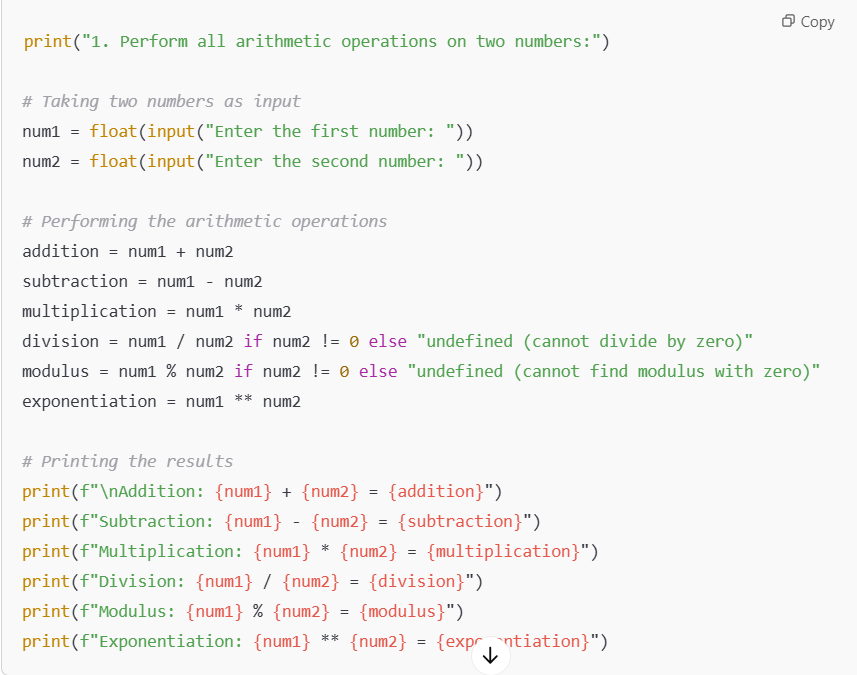 Copy
print("1. Perform all arithmetic operations on two numbers:")
# Taking two numbers as input
num1 = float(input("Enter the first number: "))
num2 = float(input("Enter the second number: "))
# Performing the arithmetic operations
addition = num1 + num2
subtraction = num1 - num2
multiplication = num1 * num2
division = num1 / num2 if num2 != 0 else "undefined (cannot divide by zero)"
modulus = num1 % num2 if num2 != 0 else "undefined (cannot find modulus with zero)"
exponentiation = num1 ** num2
# Printing the results
print(f"\nAddition: {num1} + {num2} = {addition}")
print(f"Subtraction: {num1} - {num2} = {subtraction}")
print(f"Multiplication: {num1} * {num2} = {multiplication}")
print(f"Division: {num1} / {num2} = {division}")
print(f"Modulus: {num1} % {num2} = {modulus}")
print(f"Exponentiation: {num1} ** {num2} = {exponentiation}")